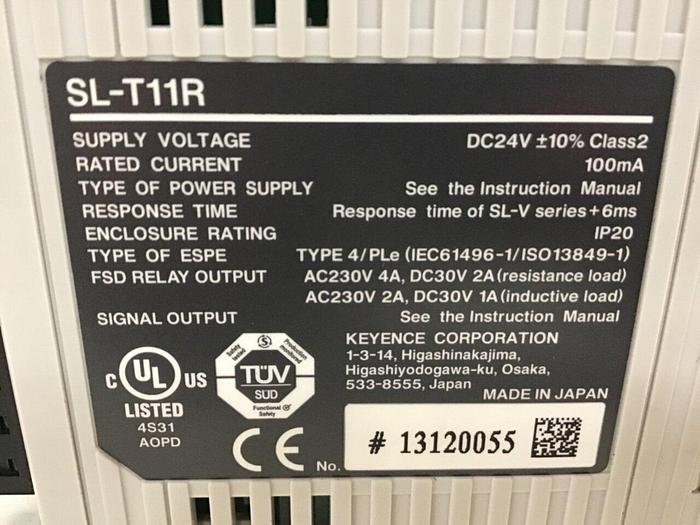 SL-T11R
SUPPLY VOLTAGE DC24V ±10% Class2
RATED CURRENT 100mA
TYPE OF POWER SUPPLY See the Instruction Manual
RESPONSE TIME Response time of SL-V series+6ms
ENCLOSURE RATING IP20
TYPE OF ESPE TYPE 4/PLe (IEC61496-1/ISO13849-1)
FSD RELAY OUTPUT AC230V 4A, DC30V 2A(resistance load)
AC230V 2A, DC30V 1A(inductive load)
SIGNAL OUTPUT See the Instruction Manual
KEYENCE CORPORATION
1-3-14, Higashinakajima,
Higashiyodogawa-ku, Osaka,
533-8555, Japan
MADE IN JAPAN
C UL US
LISTED
4S31
AOPD
Safety tested
Production monitored
TÜV
SUD
Functional Safety
CE
No.
# 13120055